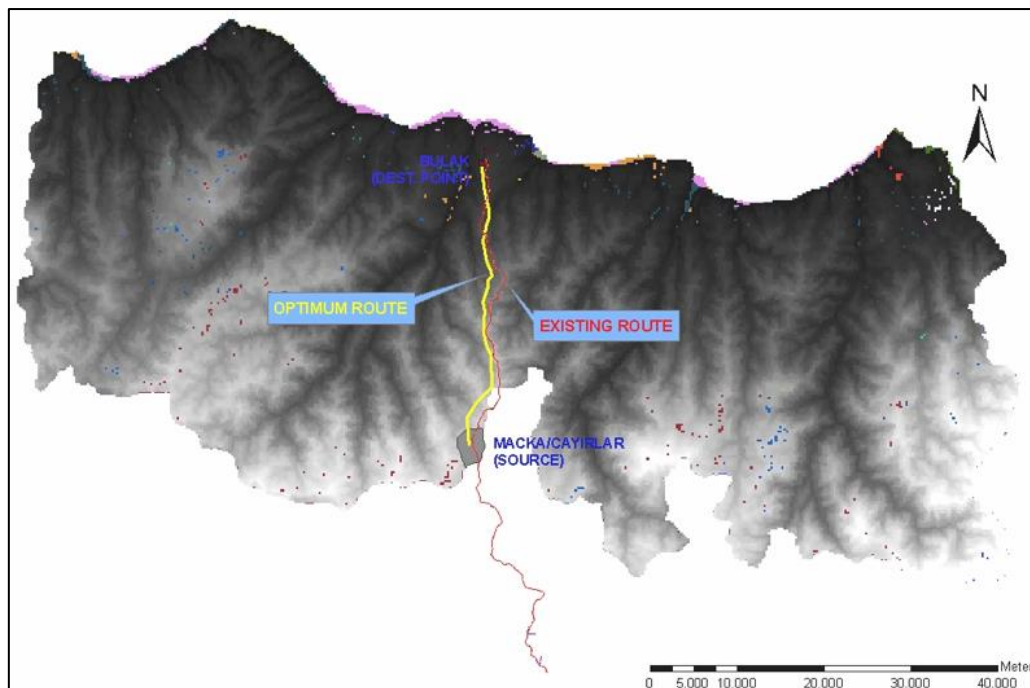 N
BULAK
(DEST. POINT)
OPTIMUM ROUTE
EXISTING ROUTE
MACKA/CAYIRLAR
(SOURCE)
Meter
0 5.000 10.000 20.000 30.000 40.000